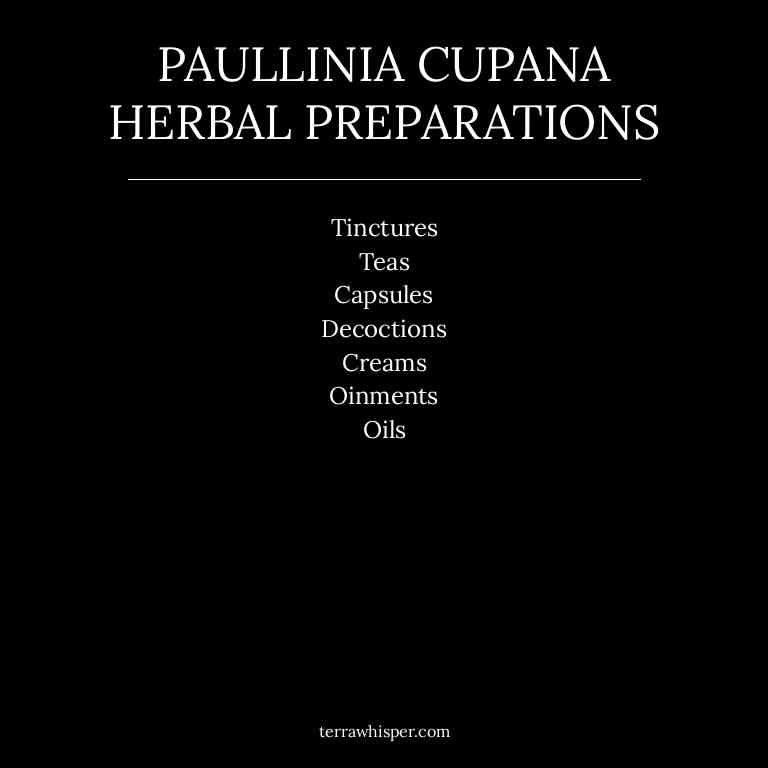 PAULLINIA CUPANA
HERBAL PREPARATIONS
Tinctures
Teas
Capsules
Decoctions
Creams
Oinments
Oils
terrawhisper.com